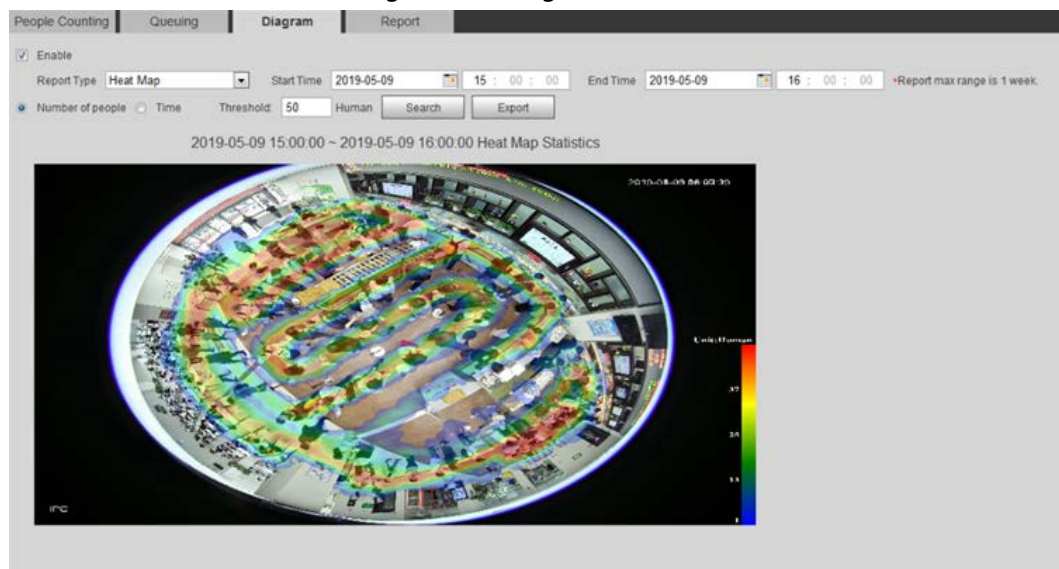 People Counting Queuing Diagram Report
Enable
Report Type Heat Map Start Time 2019-05-09 15 : 00 : 00 End Time 2019-05-09 16 : 00 : 00 *Report max range is 1 week.
Number of people Time Threshold: 50 Human Search Export
2019-05-09 15:00:00 ~ 2019-05-09 16:00:00 Heat Map Statistics
Unit:Human
IPC